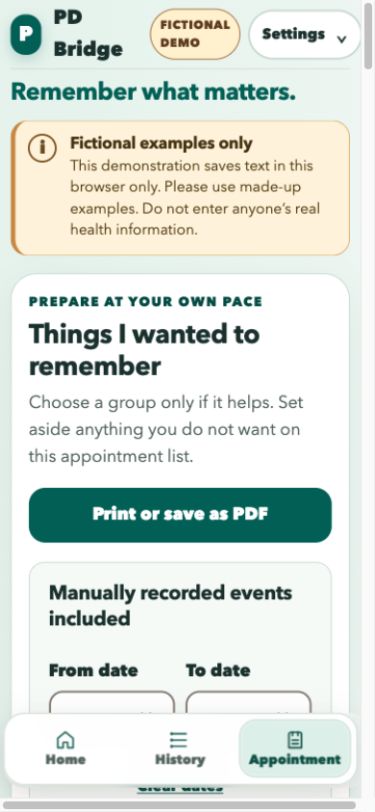 P
PD
Bridge
FICTIONAL
DEMO
Settings
Remember what matters.
Fictional examples only
This demonstration saves text in this
browser only. Please use made-up
examples. Do not enter anyone’s real
health information.
PREPARE AT YOUR OWN PACE
Things I wanted to
remember
Choose a group only if it helps. Set
aside anything you do not want on
this appointment list.
Print or save as PDF
Manually recorded events
included
From date To date
Home History Appointment
Clear dates